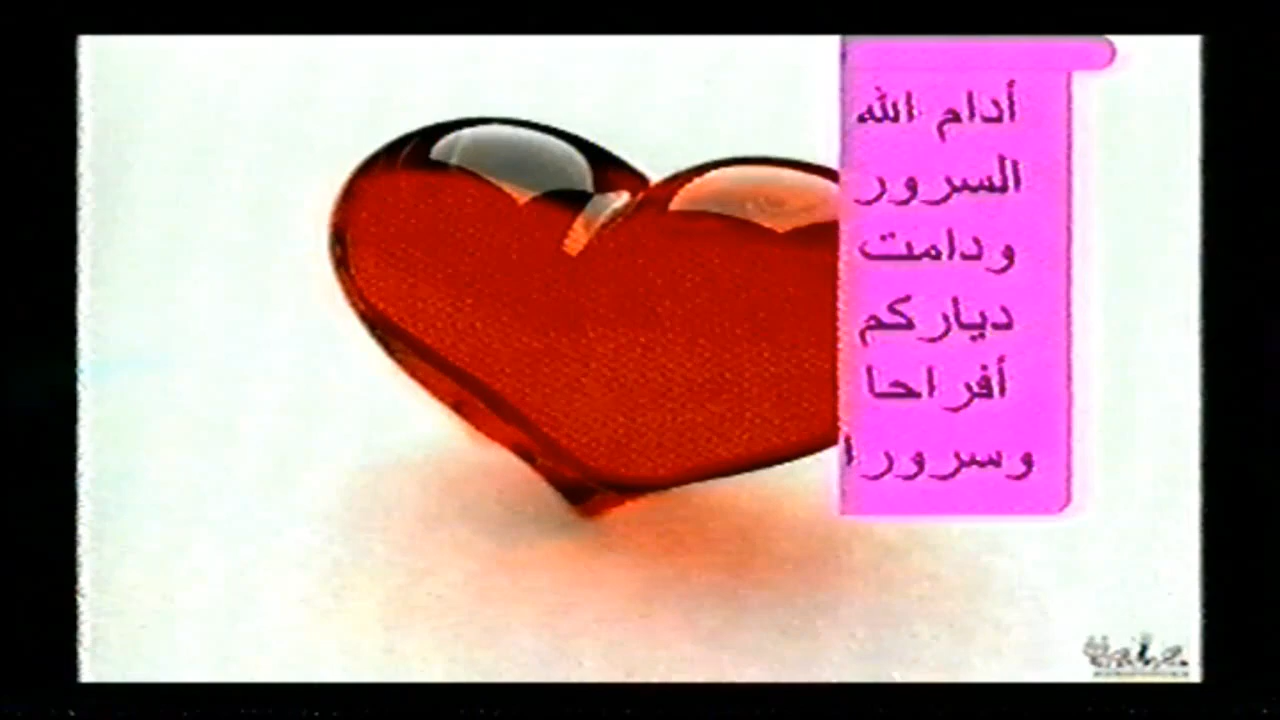 أدام الله
السرور
ودامت
دياركم
أفراحا
وسرورا